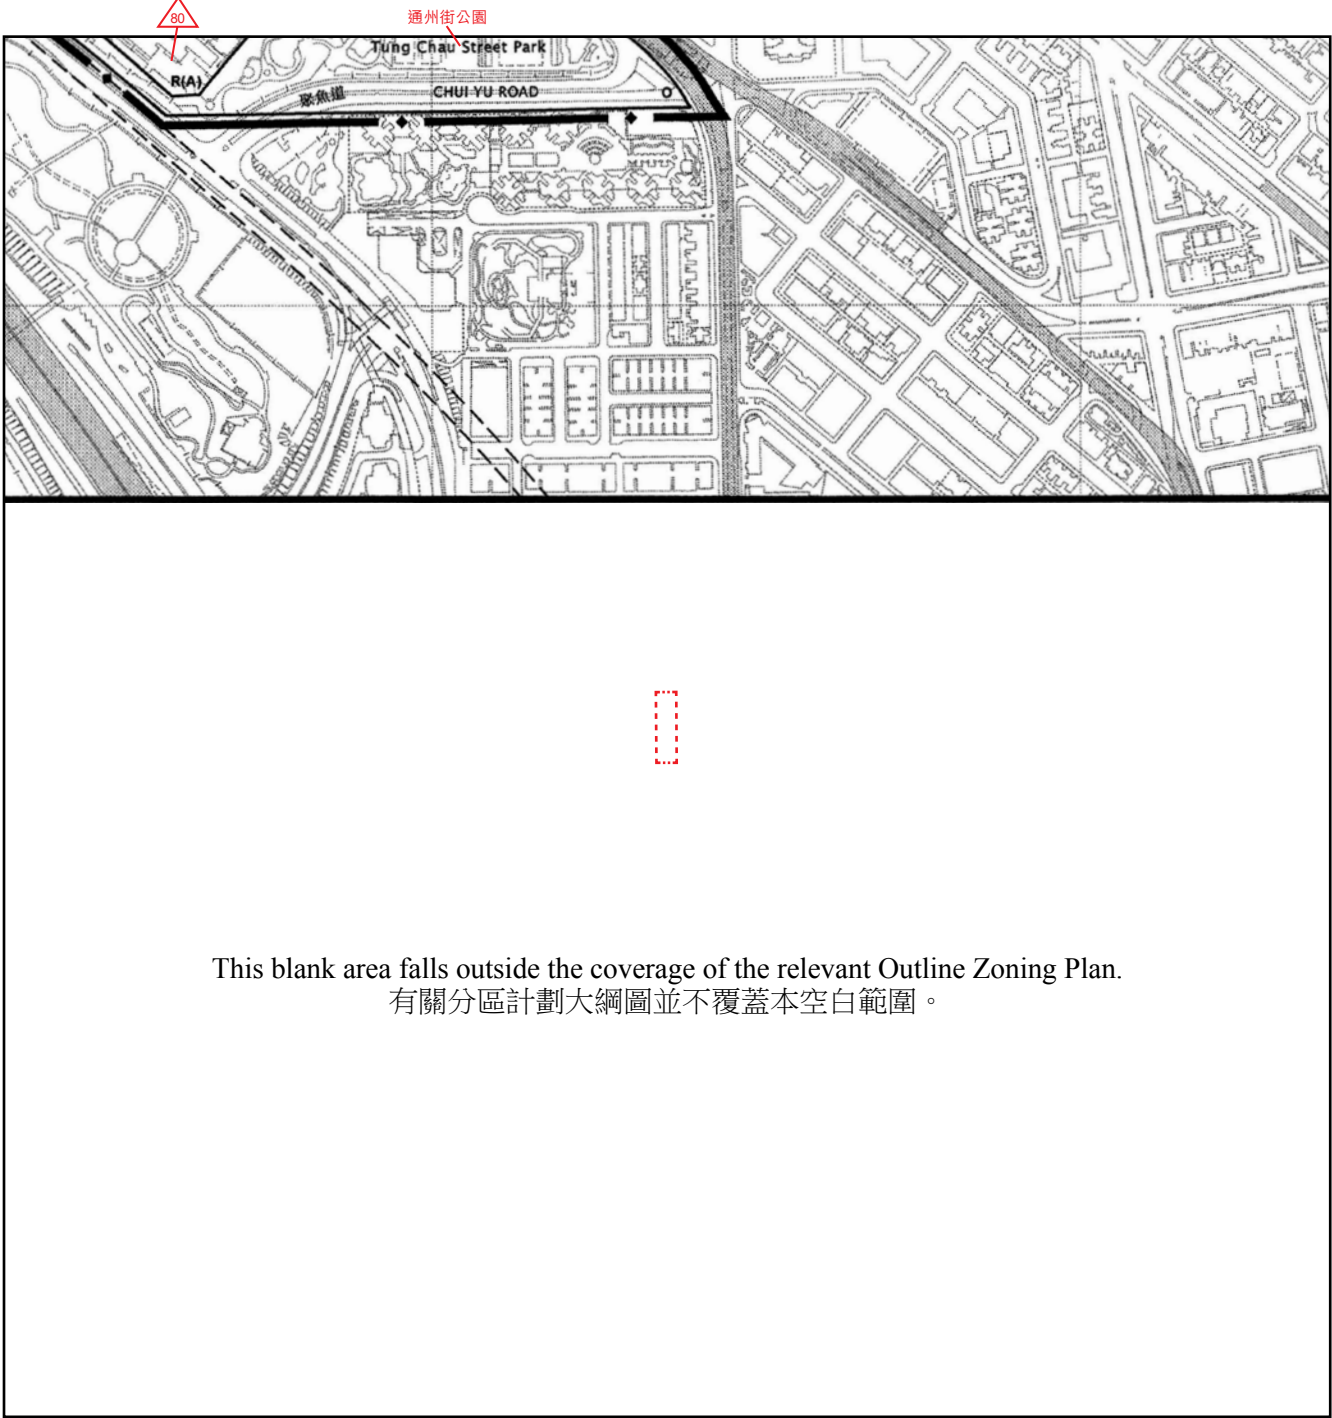 80
通州街公園
Tung Chau Street Park
R(A)
聚魚道
CHUI YU ROAD
O
AVE
This blank area falls outside the coverage of the relevant Outline Zoning Plan.
有關分區計劃大綱圖並不覆蓋本空白範圍。